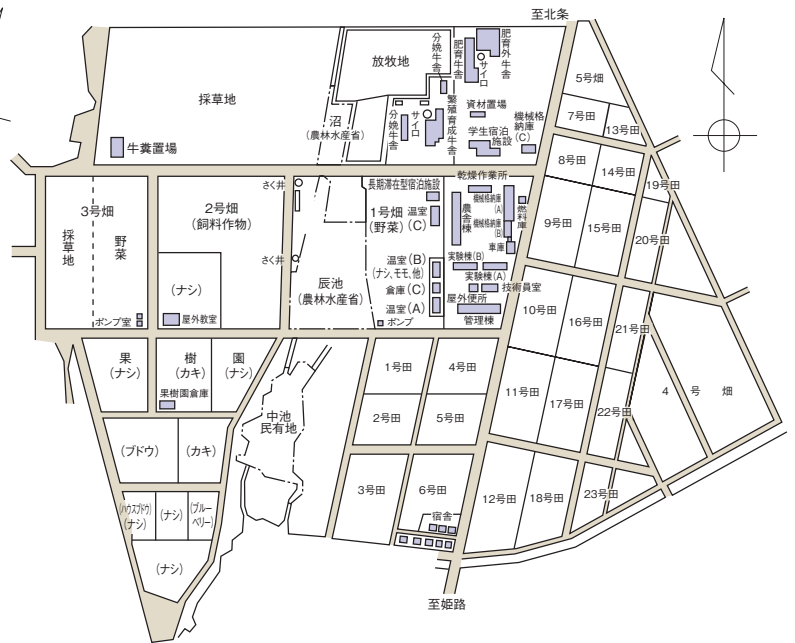 至北条
放牧地
分娩牛舎
肥育牛舎
サイロ
肥育外牛舎
採草地
沼
(農林水産省)
分娩牛舎
サイロ
繁殖育成牛舎
資材置場
学生宿泊
施設
機械格
納庫
(C)
牛糞置場
5号畑
7号田
13号田
8号田
14号田
19号田
9号田
15号田
20号田
採草地
3号畑
野菜
ポンプ室
2号畑
(飼料作物)
(ナシ)
屋外教室
さく井
さく井
辰池
(農林水産省)
長期滞在型宿泊施設
1号畑
(野菜)
温室
(C)
温室(B)
(ナシ、モモ、他)
倉庫(C)
温室(A)
ポンプ
乾燥作業所
農舎棟
機械格納庫
(A)
機械格納庫
(B)
燃料庫
車庫
実験棟(B)
実験棟(A)
技術員室
屋外便所
管理棟
10号田
16号田
21号田
11号田
17号田
22号田
4号畑
12号田
18号田
23号田
果
(ナシ)
樹
(カキ)
園
(ナシ)
果樹園倉庫
(ブドウ)
(カキ)
(ハウスブドウ)
(ナシ)
(ナシ)
(ブルー
ベリー)
(ナシ)
中池
民有地
1号田
4号田
2号田
5号田
3号田
6号田
宿舎
至姫路